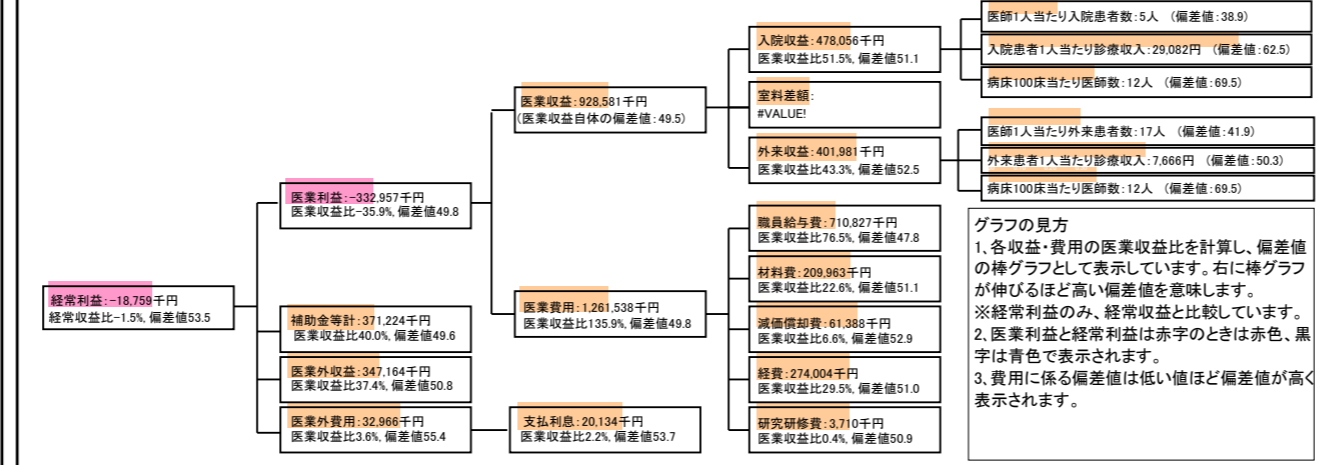 経常利益:-18,759千円
経常収支比-1.5%, 偏差値53.5
医業利益:-332,957千円
医業収益比-35.9%, 偏差値49.8
補助金等計:371,224千円
医業収益比40.0%, 偏差値49.6
医業外収益:347,164千円
医業収益比37.4%, 偏差値50.8
医業外費用:32,966千円
医業収益比3.6%, 偏差値55.4
支払利息:20,134千円
医業収益比2.2%, 偏差値53.7
医業収益:928,581千円
(医業収益自体の偏差値:49.5)
医業費用:1,261,538千円
医業収益比135.9%, 偏差値49.8
入院収益:478,056千円
医業収益比51.5%, 偏差値51.1
室料差額:
#VALUE!
外来収益:401,981千円
医業収益比43.3%, 偏差値52.5
職員給与費:710,827千円
医業収益比76.5%, 偏差値47.8
材料費:209,963千円
医業収益比22.6%, 偏差値51.1
減価償却費:61,388千円
医業収益比6.6%, 偏差値52.9
経費:274,004千円
医業収益比29.5%, 偏差値51.0
研究研修費:3,710千円
医業収益比0.4%, 偏差値50.9
医師1人当たり入院患者数:5人 (偏差値:38.9)
入院患者1人当たり診療収入:29,082円 (偏差値:62.5)
病床100床当たり医師数:12人 (偏差値:69.5)
医師1人当たり外来患者数:17人 (偏差値:41.9)
外来患者1人当たり診療収入:7,666円 (偏差値:50.3)
病床100床当たり医師数:12人 (偏差値:69.5)
グラフの見方
1、各収益・費用の医業収益比を計算し、偏差値
の棒グラフとして表示しています。右に棒グラフ
が伸びるほど高い偏差値を意味します。
※経常利益のみ、経常収益と比較しています。
2、医業利益と経常利益は赤字のときは赤色、黒
字は青色で表示されます。
3、費用に係る偏差値は低い値ほど偏差値が高く
表示されます。